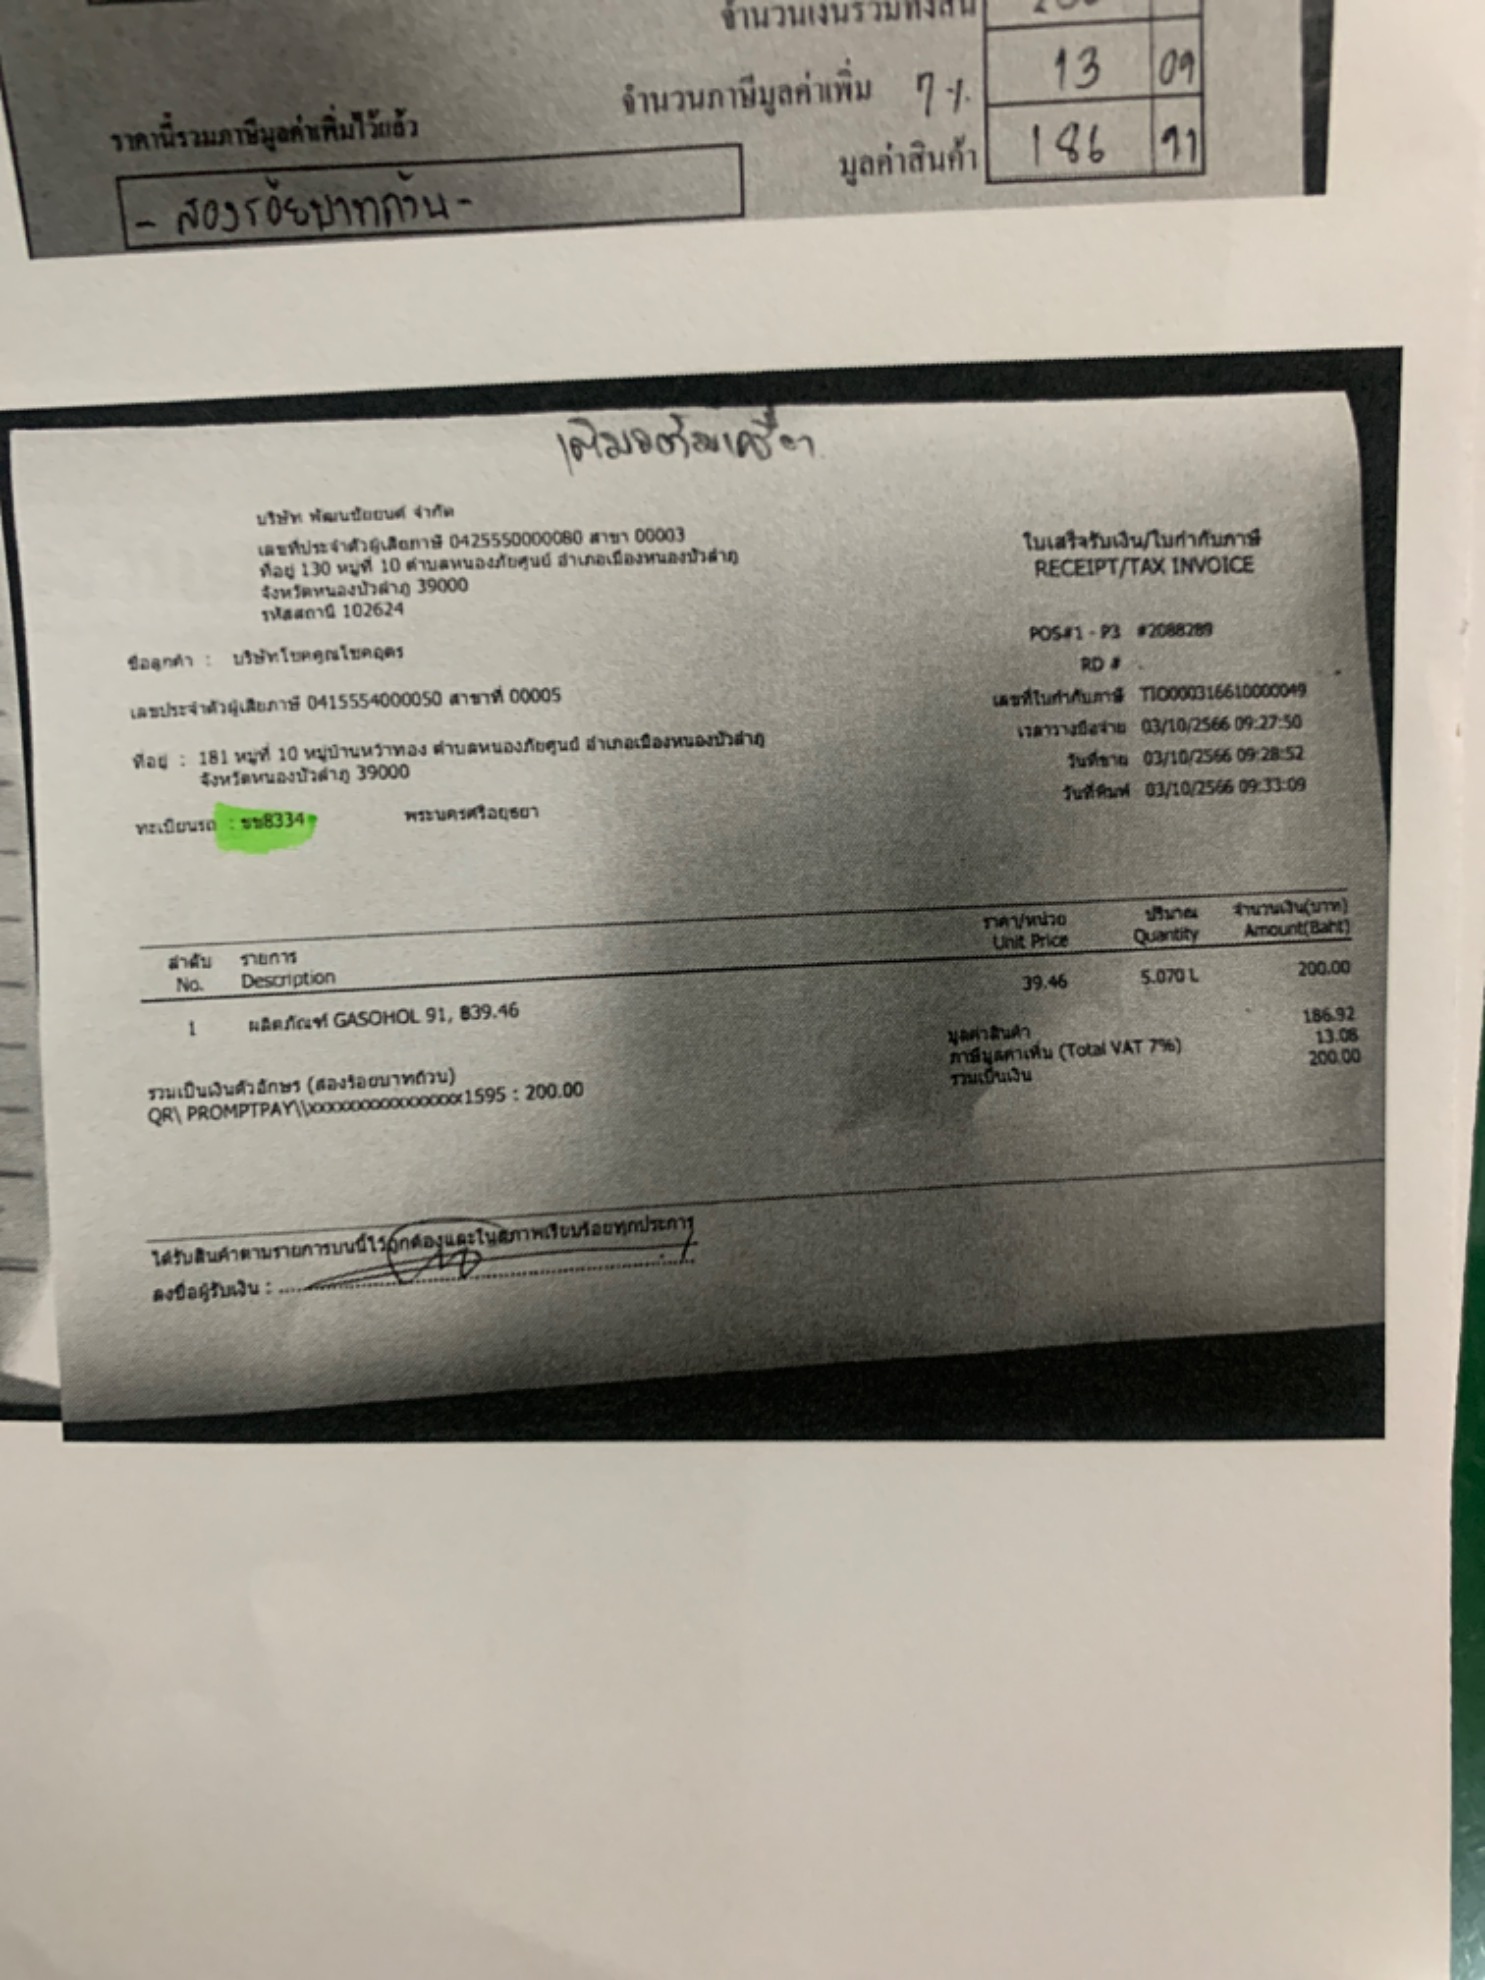 จำนวนเงินรวมทั้งสิ้น
จำนวนภาษีมูลค่าเพิ่ม 7 %. 13 09
ราคานี้รวมภาษีมูลค่าเพิ่มไว้แล้ว
มูลค่าสินค้า 186 91
- สองร้อยบาทถ้วน -
บริษัท พัฒนชัยยนต์ จำกัด
เลขที่ประจำตัวผู้เสียภาษี 0425550000080 สาขา 00003
ที่อยู่ 130 หมู่ที่ 10 ตำบลหนองภัยศูนย์ อำเภอเมืองหนองบัวลำภู
จังหวัดหนองบัวลำภู 39000
รหัสสถานี 102624
ใบเสร็จรับเงิน/ใบกำกับภาษี
RECEIPT/TAX INVOICE
POS#1 - P3 #2088289
RD # .
ชื่อลูกค้า : บริษัทโชคคูณโชคอุดร
เลขประจำตัวผู้เสียภาษี 0415554000050 สาขาที่ 00005
เลขที่ใบกำกับภาษี TIO000316610000049
เวลาวางมือจ่าย 03/10/2566 09:27:50
วันที่ขาย 03/10/2566 09:28:52
วันที่พิมพ์ 03/10/2566 09:33:09
ที่อยู่ : 181 หมู่ที่ 10 หมู่บ้านหว้าทอง ตำบลหนองภัยศูนย์ อำเภอเมืองหนองบัวลำภู
จังหวัดหนองบัวลำภู 39000
ทะเบียนรถ : ขข8334 พระนครศรีอยุธยา
ลำดับ รายการ ราคา/หน่วย ปริมาณ จำนวนเงิน(บาท)
No. Description Unit Price Quantity Amount(Baht)
1 ผลิตภัณฑ์ GASOHOL 91, ฿39.46 39.46 5.070 L 200.00
มูลค่าสินค้า 186.92
ภาษีมูลค่าเพิ่ม (Total VAT 7%) 13.08
รวมเป็นเงิน 200.00
รวมเป็นเงินตัวอักษร (สองร้อยบาทถ้วน)
QR\ PROMPTPAY\\xxxxxxxxxxxxxxxx1595 : 200.00
ได้รับสินค้าตามรายการบนนี้ไว้ถูกต้องและในสภาพเรียบร้อยทุกประการ
ลงชื่อผู้รับเงิน :